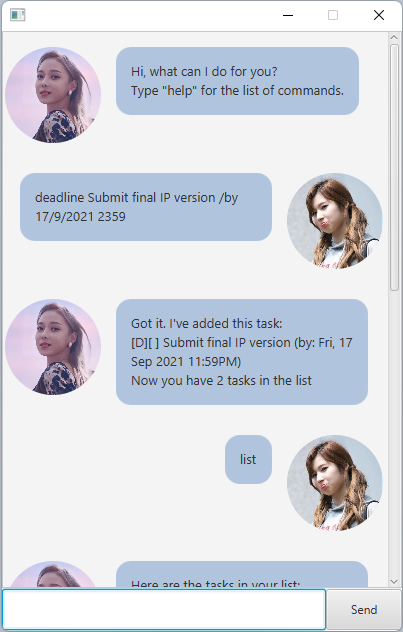 Hi, what can I do for you?
Type "help" for the list of commands.
deadline Submit final IP version /by
17/9/2021 2359
Got it. I've added this task:
[D][ ] Submit final IP version (by: Fri, 17
Sep 2021 11:59PM)
Now you have 2 tasks in the list
list
Here are the tasks in your list:
Send